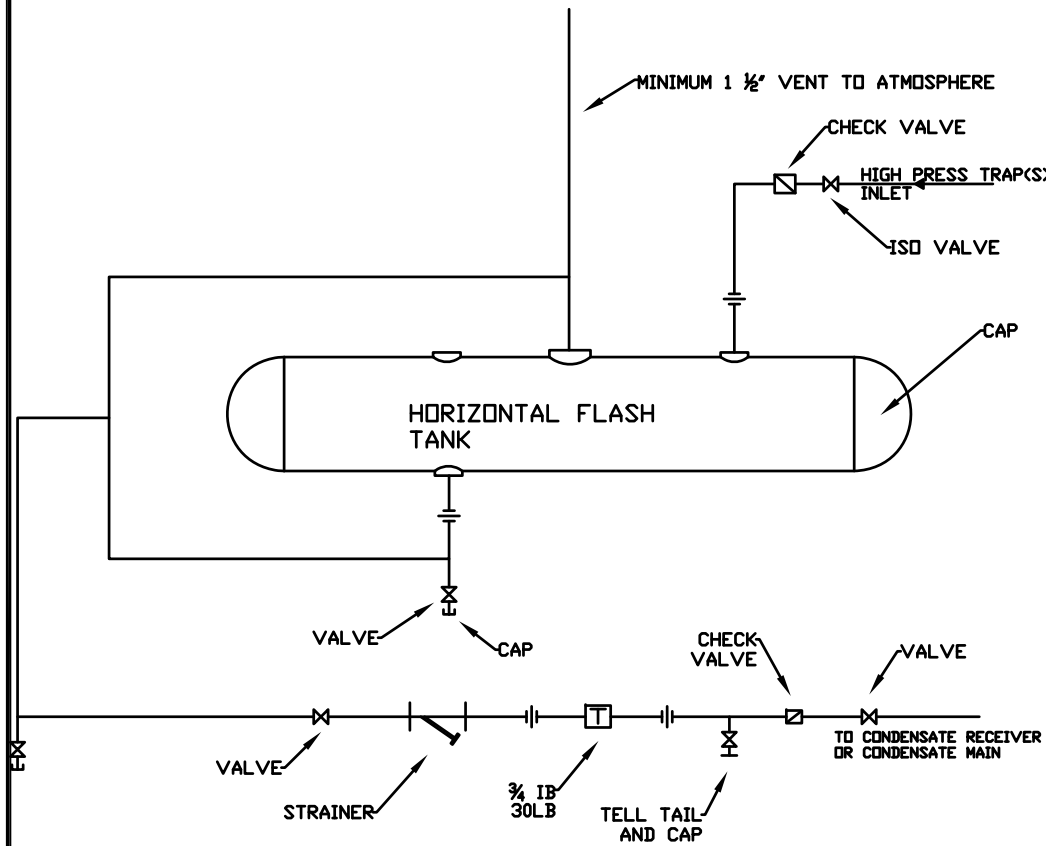 MINIMUM 1 ½" VENT TO ATMOSPHERE
CHECK VALVE
HIGH PRESS TRAP(S)
INLET
ISO VALVE
CAP
HORIZONTAL FLASH
TANK
VALVE
CAP
CHECK
VALVE
VALVE
TO CONDENSATE RECEIVER
OR CONDENSATE MAIN
VALVE
T
STRAINER
¾ IB
30LB
TELL TAIL
AND CAP